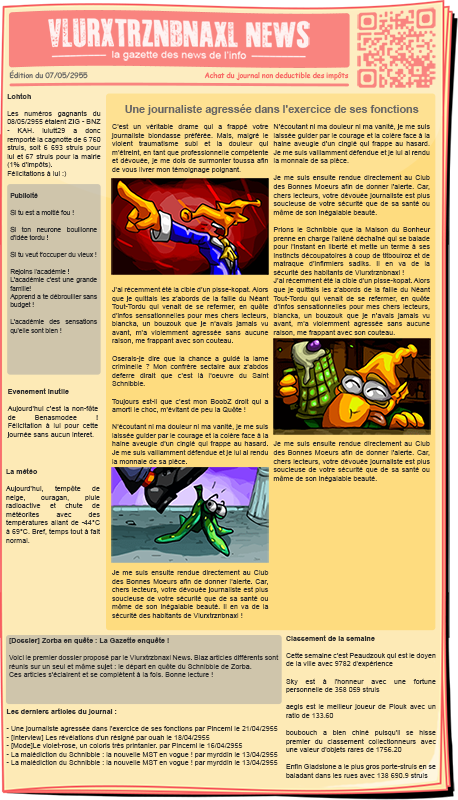 VLURXTRZNBNAXL NEWS
la gazette des news de l'info
Édition du 07/05/2955
Achat du journal non deductible des impôts
Lohtoh
Les numéros gagnants du
08/05/2955 étaient ZIG - BNZ
- KAH. lulutt29 a donc
remporté la cagnotte de 6 760
struls, soit 6 693 struls pour
lui et 67 struls pour la mairie
(1% d'impôts).
Félicitations à lui :)
Publicité
Si tu est a moitié fou !
Si ton neurone bouillonne
d'idée tordu !
Si tu veut t'occuper du vieux !
Rejoins l'académie !
L'académie c'est une grande
famille!
Apprend a te débrouiller sans
budget !
L'académie des sensations
qu'elle sont bien !
Evenement inutile
Aujourd'hui c'est la non-fête
de Benasmodee !
Félicitation à lui pour cette
journée sans aucun interet.
La météo
Aujourd'hui, tempête de
neige, ouragan, pluie
radioactive et chute de
météorites avec des
températures allant de -44°C
à 69°C. Bref, temps tout à fait
normal.
Une journaliste agressée dans l'exercice de ses fonctions
C'est un véritable drame qui a frappé votre
journaliste blondasse préférée. Mais, malgré le
violent traumatisme subi et la douleur qui
m'étreint, en tant que professionnelle compétente
et dévouée, je me dois de surmonter toussa afin
de vous livrer mon témoignage poignant.
J'ai récemment été la cible d'un pisse-kopat. Alors
que je quittais les z'abords de la faille du Néant
Tout-Tordu qui venait de se refermer, en quête
d'infos sensationnelles pour mes chers lecteurs,
blancka, un bouzouk que je n'avais jamais vu
avant, m'a violemment agressée sans aucune
raison, me frappant avec son couteau.
Oserais-je dire que la chance a guidé la lame
criminelle ? Mon confrère sectaire aux z'abdos
deferre dirait que c'est là l'oeuvre du Saint
Schnibble.
Toujours est-il que c'est mon BoobZ droit qui a
amorti le choc, m'évitant de peu la Quête !
N'écoutant ni ma douleur ni ma vanité, je me suis
laissée guider par le courage et la colère face à la
haine aveugle d'un cinglé qui frappe au hasard.
Je me suis vaillamment défendue et je lui ai rendu
la monnaie de sa pièce.
Je me suis ensuite rendue directement au Club
des Bonnes Moeurs afin de donner l'alerte. Car,
chers lecteurs, votre dévouée journaliste est plus
soucieuse de votre sécurité que de sa santé ou
même de son inégalable beauté. Il en va de la
sécurité des habitants de Vlurxtrznbnaxl !
N'écoutant ni ma douleur ni ma vanité, je me suis
laissée guider par le courage et la colère face à la
haine aveugle d'un cinglé qui frappe au hasard.
Je me suis vaillamment défendue et je lui ai rendu
la monnaie de sa pièce.
Je me suis ensuite rendue directement au Club
des Bonnes Moeurs afin de donner l'alerte. Car,
chers lecteurs, votre dévouée journaliste est plus
soucieuse de votre sécurité que de sa santé ou
même de son inégalable beauté.
Prions le Schnibble que la Maison du Bonheur
prenne en charge l'aliéné déchaîné qui se balade
pour l'instant en liberté et mette un terme à ses
instincts découpatoires à coup de titbouiroz et de
matraque d'infirmiers sadiks. Il en va de la
sécurité des habitants de Vlurxtrznbnaxl !
J'ai récemment été la cible d'un pisse-kopat. Alors
que je quittais les z'abords de la faille du Néant
Tout-Tordu qui venait de se refermer, en quête
d'infos sensationnelles pour mes chers lecteurs,
blancka, un bouzouk que je n'avais jamais vu
avant, m'a violemment agressée sans aucune
raison, me frappant avec son couteau.
Je me suis ensuite rendue directement au Club
des Bonnes Moeurs afin de donner l'alerte. Car,
chers lecteurs, votre dévouée journaliste est plus
soucieuse de votre sécurité que de sa santé ou
même de son inégalable beauté.
[Dossier] Zorba en quête : La Gazette enquête !
Voici le premier dossier proposé par le Vlurxtrznbnaxl News. Blaz articles différents sont
réunis sur un seul et même sujet : le départ en quête du Schnibble de Zorba.
Ces articles s'éclairent et se complètent à la fois. Bonne lecture !
Les derniers articles du journal :
- Une journaliste agressée dans l'exercice de ses fonctions par Pincemi le 21/04/2955
- [Interview] Les révélations d'un résigné par ouah le 18/04/2955
- [Mode]Le violet-rose, un coloris très printanier. par Pincemi le 16/04/2955
- La malédiction du Schnibble : la nouvelle MST en vogue ! par myrddin le 13/04/2955
- La malédiction du Schnibble : la nouvelle MST en vogue ! par myrddin le 13/04/2955
Classement de la semaine
Cette semaine c'est Peaudzouk qui est le doyen
de la ville avec 9782 d'expérience
Sky est à l'honneur avec une fortune
personnelle de 358 059 struls
aegis est le meilleur joueur de Plouk avec un
ratio de 133.60
boubouch a bien chiné puisqu'il se hisse
premier du classement collectionneurs avec
une valeur d'objets rares de 1756.20
Enfin Gladstone a le plus gros porte-struls en se
baladant dans les rues avec 138 690.9 struls